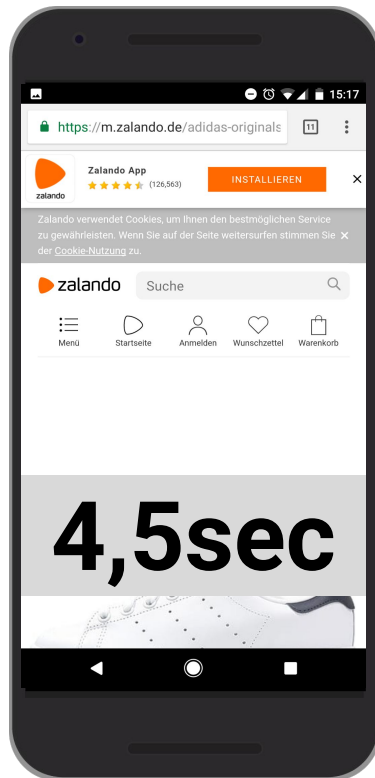 15:17
https://m.zalando.de/adidas-originals
11
Zalando App
(126,563)
INSTALLIEREN
zalando
Zalando verwendet Cookies, um Ihnen den bestmöglichen Service
zu gewährleisten. Wenn Sie auf der Seite weitersurfen stimmen Sie
der Cookie-Nutzung zu.
zalando
Suche
Menü Startseite Anmelden Wunschzettel Warenkorb
4,5sec